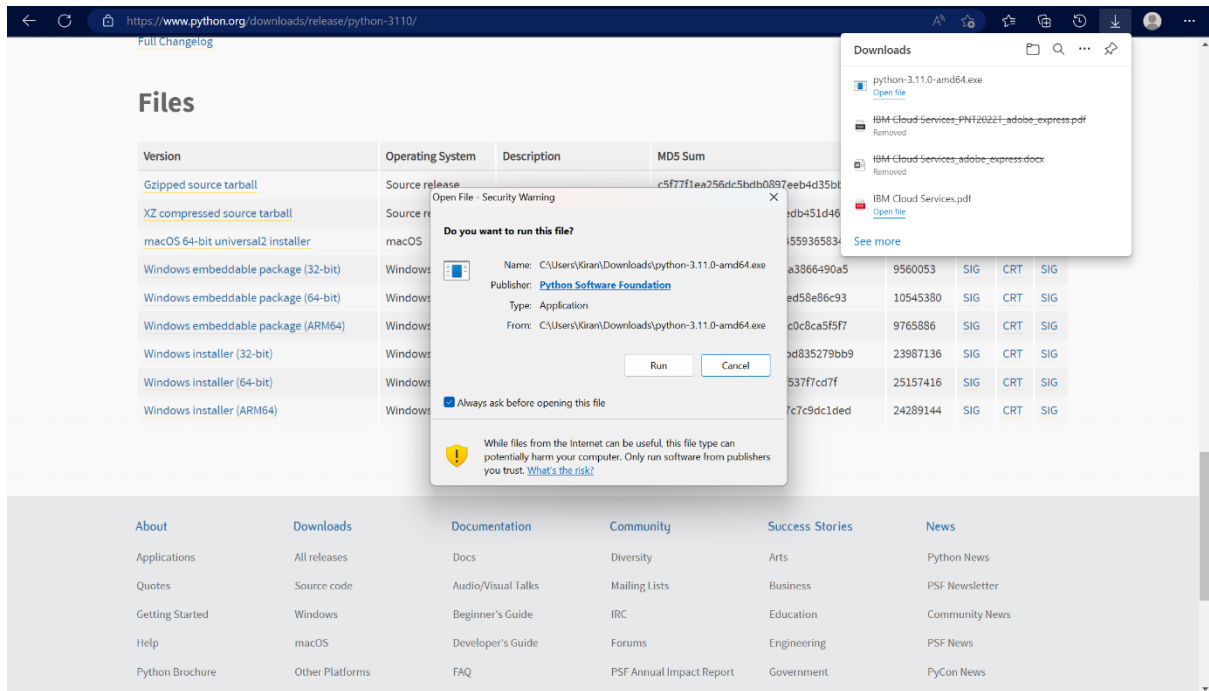 https://www.python.org/downloads/release/python-3110/
Full Changelog
Downloads
python-3.11.0-amd64.exe
Open file
IBM Cloud Services_PNT2022T_adobe_express.pdf
Removed
IBM Cloud Services_adobe_express.docx
Removed
IBM Cloud Services.pdf
Open file
See more
Files
Version Operating System Description MD5 Sum
Gzipped source tarball Source release c5f77f1ea256dc5bdb0897eeb4d35bb
XZ compressed source tarball Source re edb451d46
macOS 64-bit universal2 installer macOS 4559365834
Windows embeddable package (32-bit) Windows a3866490a5 9560053 SIG CRT SIG
Windows embeddable package (64-bit) Windows ed58e86c93 10545380 SIG CRT SIG
Windows embeddable package (ARM64) Windows c0c8ca5f5f7 9765886 SIG CRT SIG
Windows installer (32-bit) Windows bd835279bb9 23987136 SIG CRT SIG
Windows installer (64-bit) Windows f537f7cd7f 25157416 SIG CRT SIG
Windows installer (ARM64) Windows 7c7c9dc1ded 24289144 SIG CRT SIG
Open File - Security Warning
Do you want to run this file?
Name: C:\Users\Kiran\Downloads\python-3.11.0-amd64.exe
Publisher: Python Software Foundation
Type: Application
From: C:\Users\Kiran\Downloads\python-3.11.0-amd64.exe
Run Cancel
Always ask before opening this file
While files from the Internet can be useful, this file type can
potentially harm your computer. Only run software from publishers
you trust. What's the risk?
About Downloads Documentation Community Success Stories News
Applications All releases Docs Diversity Arts Python News
Quotes Source code Audio/Visual Talks Mailing Lists Business PSF Newsletter
Getting Started Windows Beginner's Guide IRC Education Community News
Help macOS Developer's Guide Forums Engineering PSF News
Python Brochure Other Platforms FAQ PSF Annual Impact Report Government PyCon News